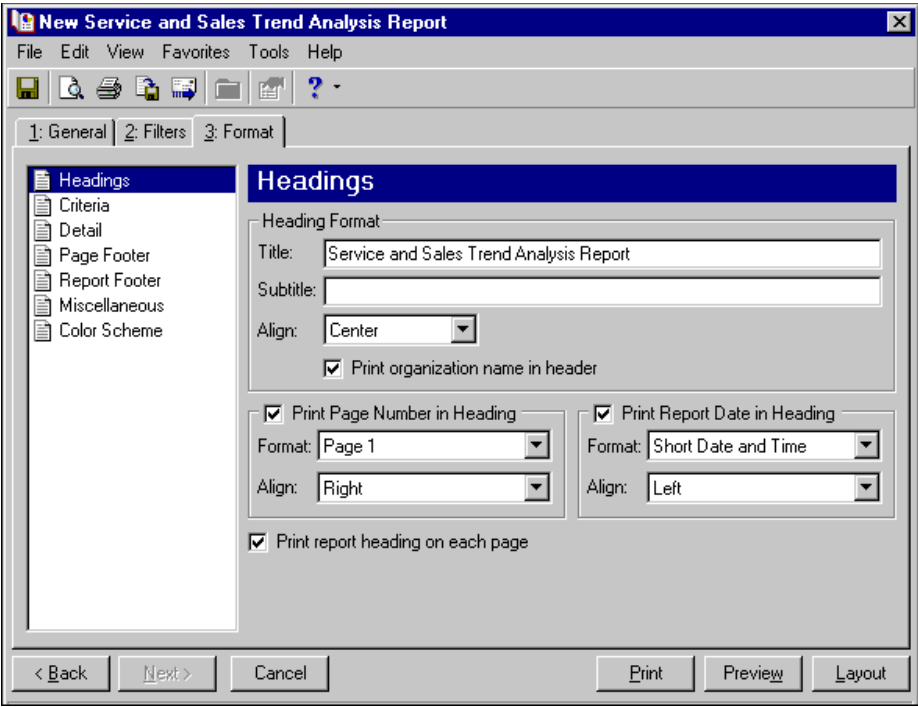 New Service and Sales Trend Analysis Report
File Edit View Favorites Tools Help
?
1: General 2: Filters 3: Format
Headings
Criteria
Detail
Page Footer
Report Footer
Miscellaneous
Color Scheme
Headings
Heading Format
Title: Service and Sales Trend Analysis Report
Subtitle:
Align: Center
Print organization name in header
Print Page Number in Heading
Format: Page 1
Align: Right
Print Report Date in Heading
Format: Short Date and Time
Align: Left
Print report heading on each page
< Back Next > Cancel Print Preview Layout